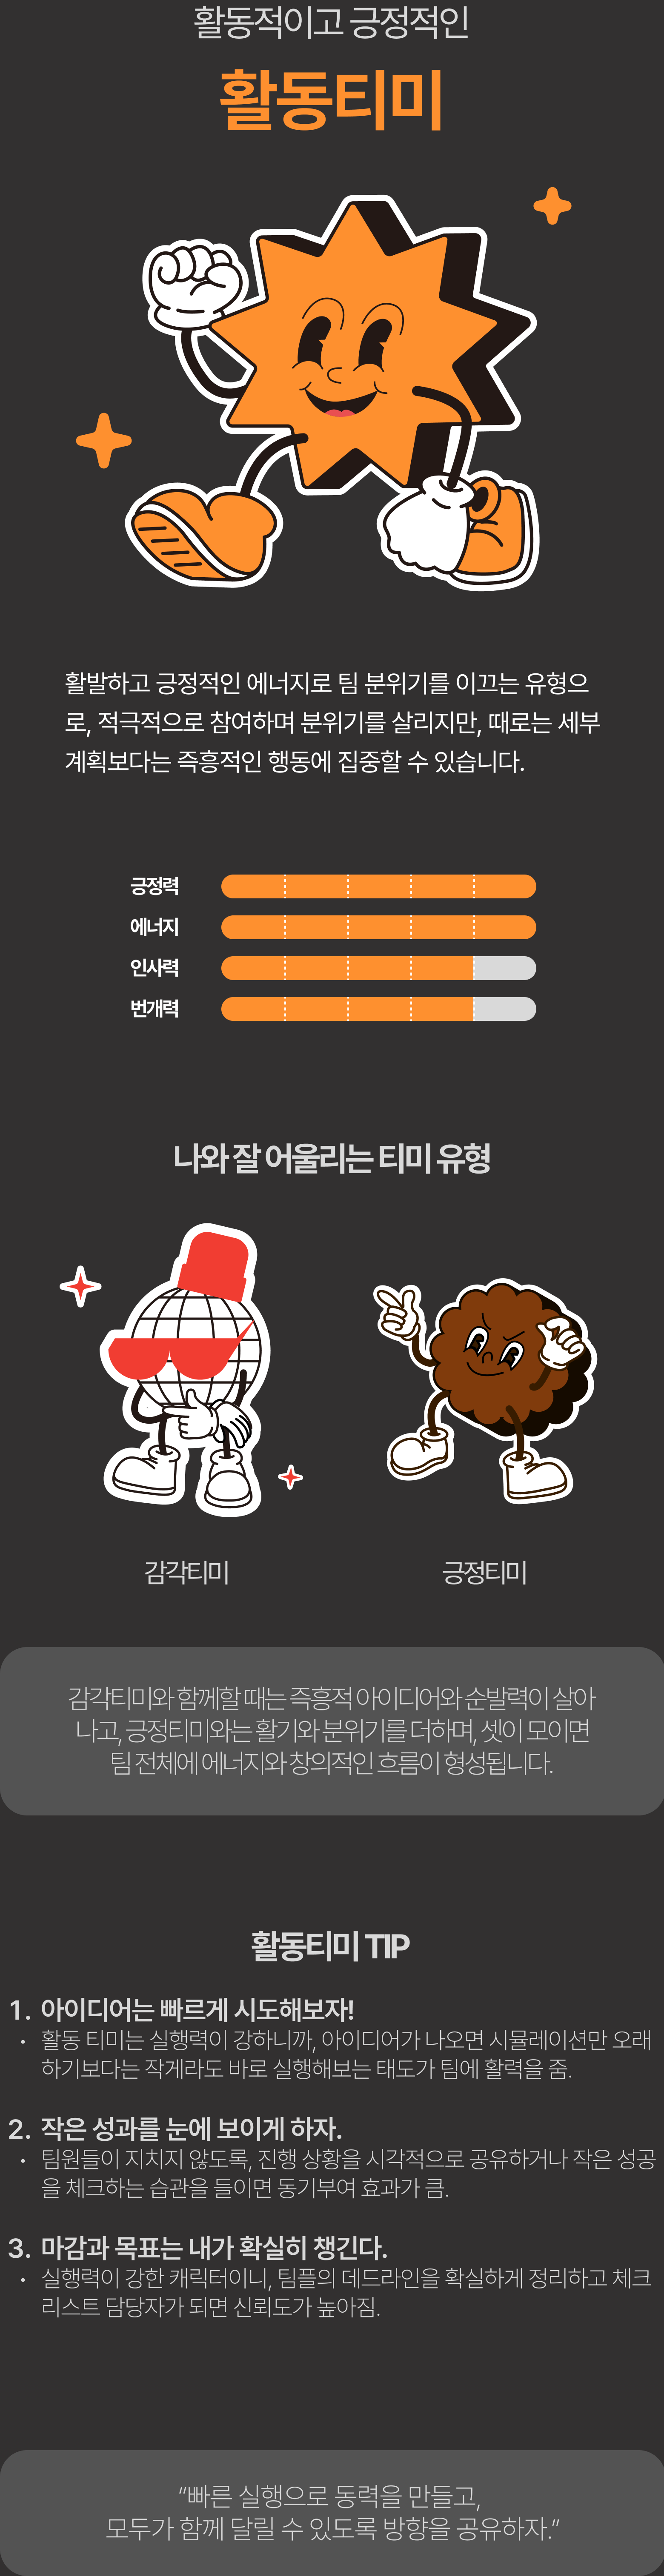 활동적이고 긍정적인
활동티미
활발하고 긍정적인 에너지로 팀 분위기를 이끄는 유형으
로, 적극적으로 참여하며 분위기를 살리지만, 때로는 세부
계획보다는 즉흥적인 행동에 집중할 수 있습니다.
긍정력
에너지
인사력
번개력
나와 잘 어울리는 티미 유형
감각티미
긍정티미
감각티미와 함께할 때는 즉흥적 아이디어와 순발력이 살아
나고, 긍정티미와는 활기와 분위기를 더하며, 셋이 모이면
팀 전체에 에너지와 창의적인 흐름이 형성됩니다.
활동티미 TIP
1. 아이디어는 빠르게 시도해보자!
• 활동 티미는 실행력이 강하니까, 아이디어가 나오면 시뮬레이션만 오래
하기보다는 작게라도 바로 실행해보는 태도가 팀에 활력을 줌.
2. 작은 성과를 눈에 보이게 하자.
• 팀원들이 지치지 않도록, 진행 상황을 시각적으로 공유하거나 작은 성공
을 체크하는 습관을 들이면 동기부여 효과가 큼.
3. 마감과 목표는 내가 확실히 챙긴다.
• 실행력이 강한 캐릭터이니, 팀플의 데드라인을 확실하게 정리하고 체크
리스트 담당자가 되면 신뢰도가 높아짐.
“빠른 실행으로 동력을 만들고,
모두가 함께 달릴 수 있도록 방향을 공유하자.”